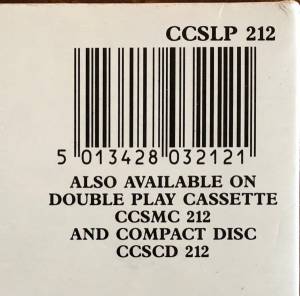 CCSLP 212
5 013428 032121
ALSO AVAILABLE ON
DOUBLE PLAY CASSETTE
CCSMC 212
AND COMPACT DISC
CCSCD 212